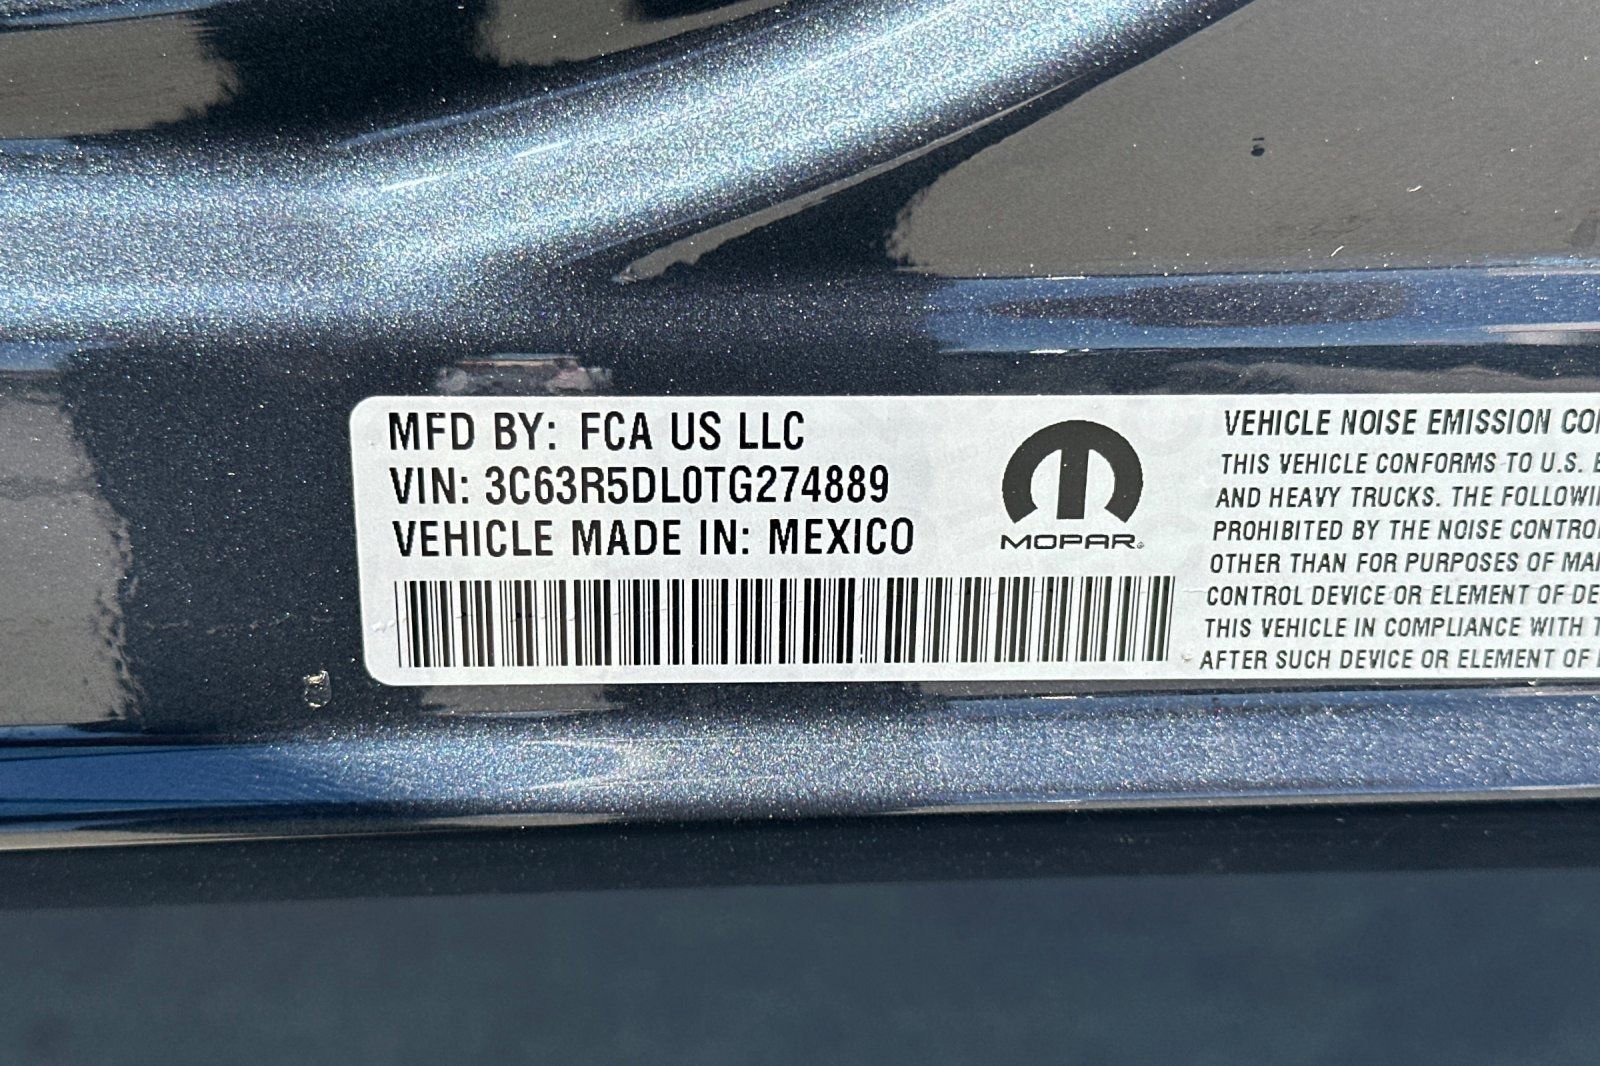 MFD BY: FCA US LLC
VIN: 3C63R5DL0TG274889
VEHICLE MADE IN: MEXICO
MOPAR
VEHICLE NOISE EMISSION
THIS VEHICLE CONFORMS TO U.S.
AND HEAVY TRUCKS. THE
PROHIBITED BY THE NOISE CONTROL
OTHER THAN FOR PURPOSES OF
CONTROL DEVICE OR ELEMENT OF
THIS VEHICLE IN COMPLIANCE WITH
AFTER SUCH DEVICE OR ELEMENT OF